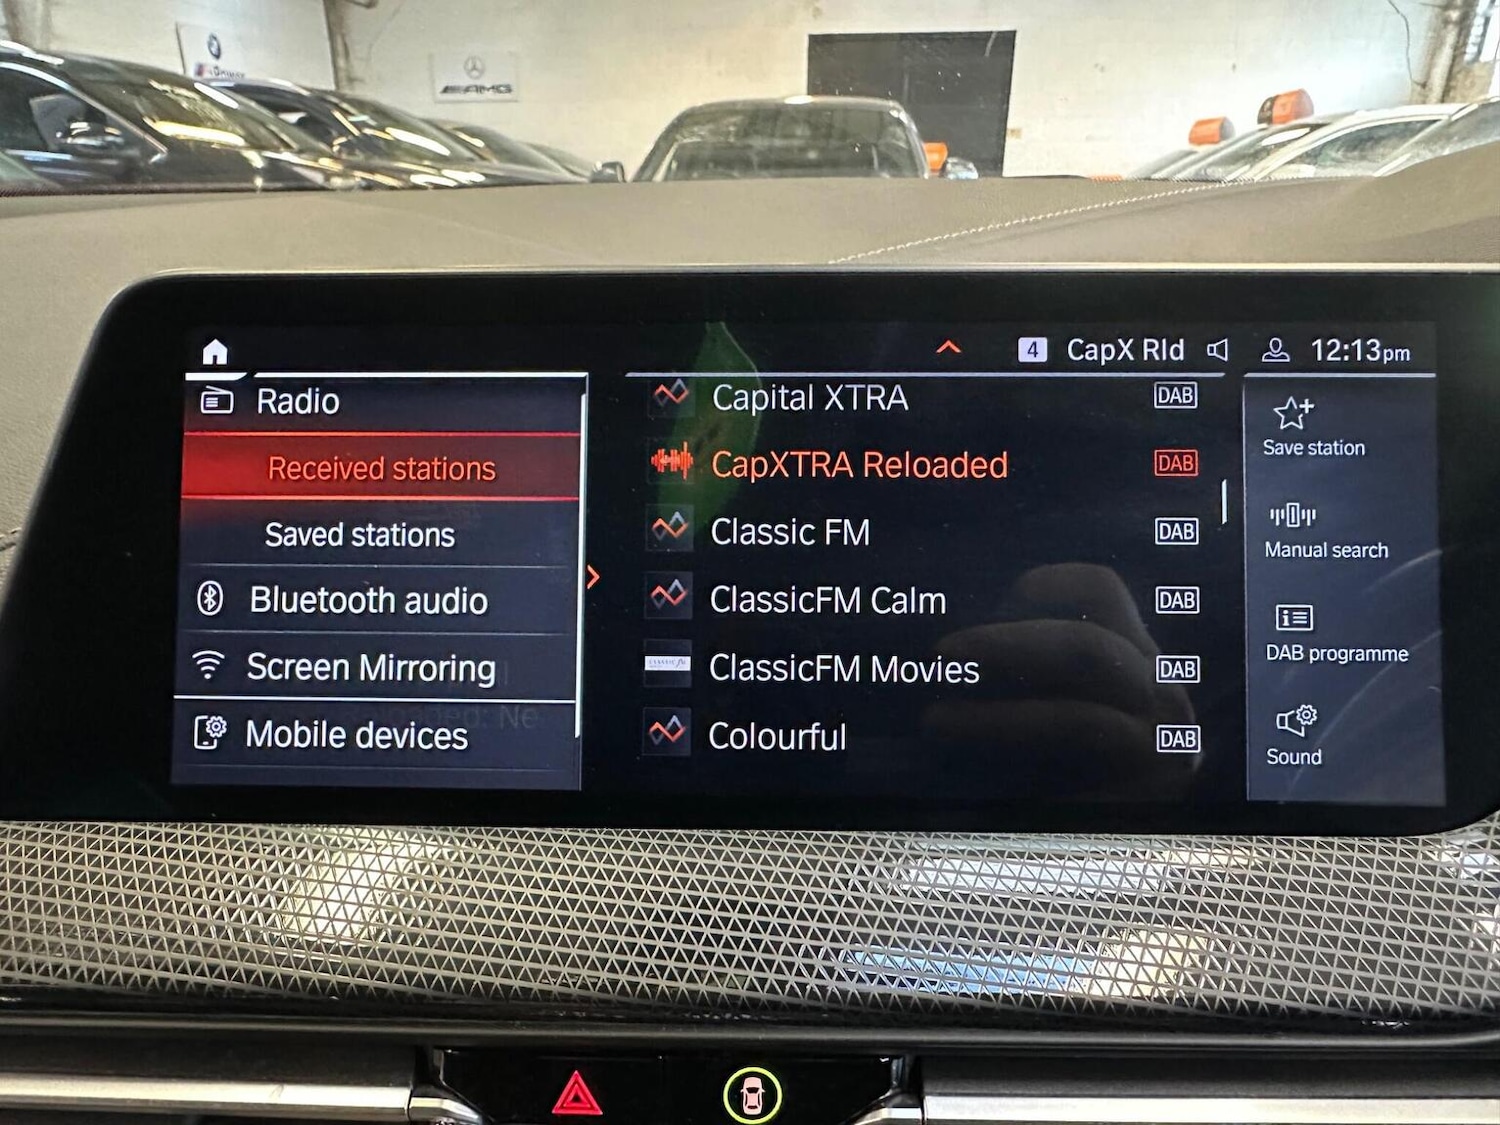 AMG
4 CapX Rld 12:13pm
Radio
Received stations
Saved stations
Bluetooth audio
Screen Mirroring
Mobile devices
Capital XTRA DAB
CapXTRA Reloaded DAB
Classic FM DAB
ClassicFM Calm DAB
ClassicFM Movies DAB
Colourful DAB
Save station
Manual search
DAB programme
Sound